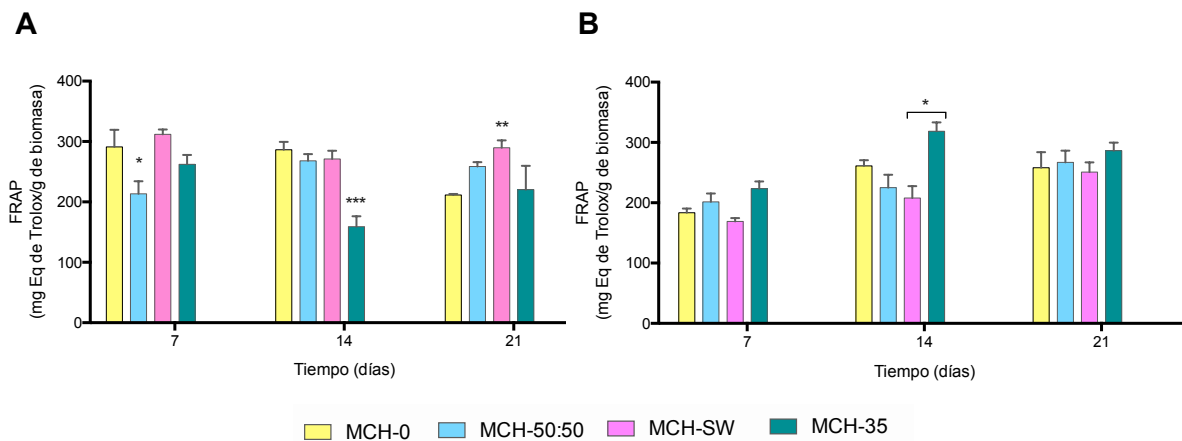 A
FRAP
(mg Eq de Trolox/g de biomasa)
400
300
200
100
0
*
***
**
7
14
21
Tiempo (días)
B
FRAP
(mg Eq de Trolox/g de biomasa)
400
300
200
100
0
*
7
14
21
Tiempo (días)
MCH-0
MCH-50:50
MCH-SW
MCH-35